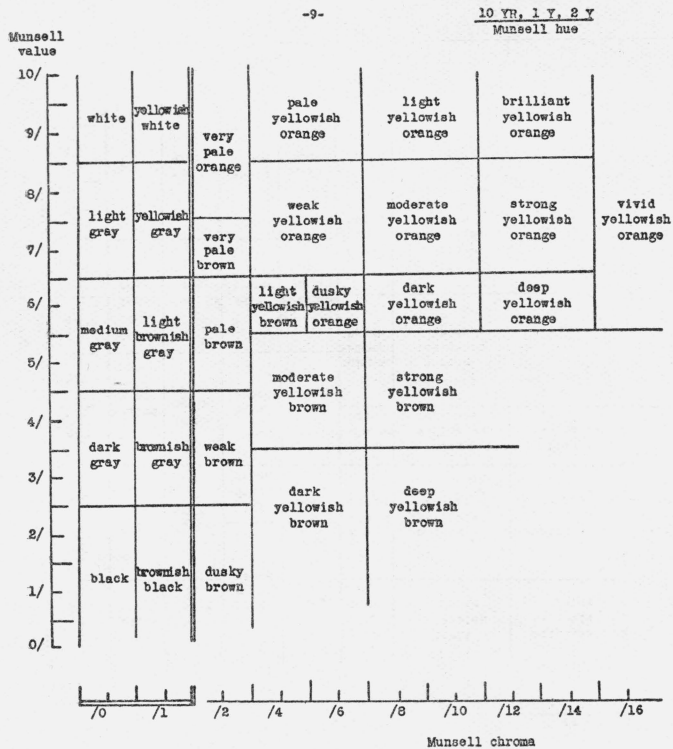 -9-
10 YR, 1 Y, 2 Y
Munsell hue
Munsell
value
10/
9/
8/
7/
6/
5/
4/
3/
2/
1/
0/
white
yellowish
white
very
pale
orange
pale
yellowish
orange
light
yellowish
orange
brilliant
yellowish
orange
light
gray
yellowish
gray
very
pale
brown
weak
yellowish
orange
moderate
yellowish
orange
strong
yellowish
orange
vivid
yellowish
orange
medium
gray
light
brownish
gray
pale
brown
light
yellowish
brown
dusky
yellowish
orange
dark
yellowish
orange
deep
yellowish
orange
moderate
yellowish
brown
strong
yellowish
brown
dark
gray
brownish
gray
weak
brown
dark
yellowish
brown
deep
yellowish
brown
black
brownish
black
dusky
brown
/0 /1 /2 /4 /6 /8 /10 /12 /14 /16
Munsell chroma